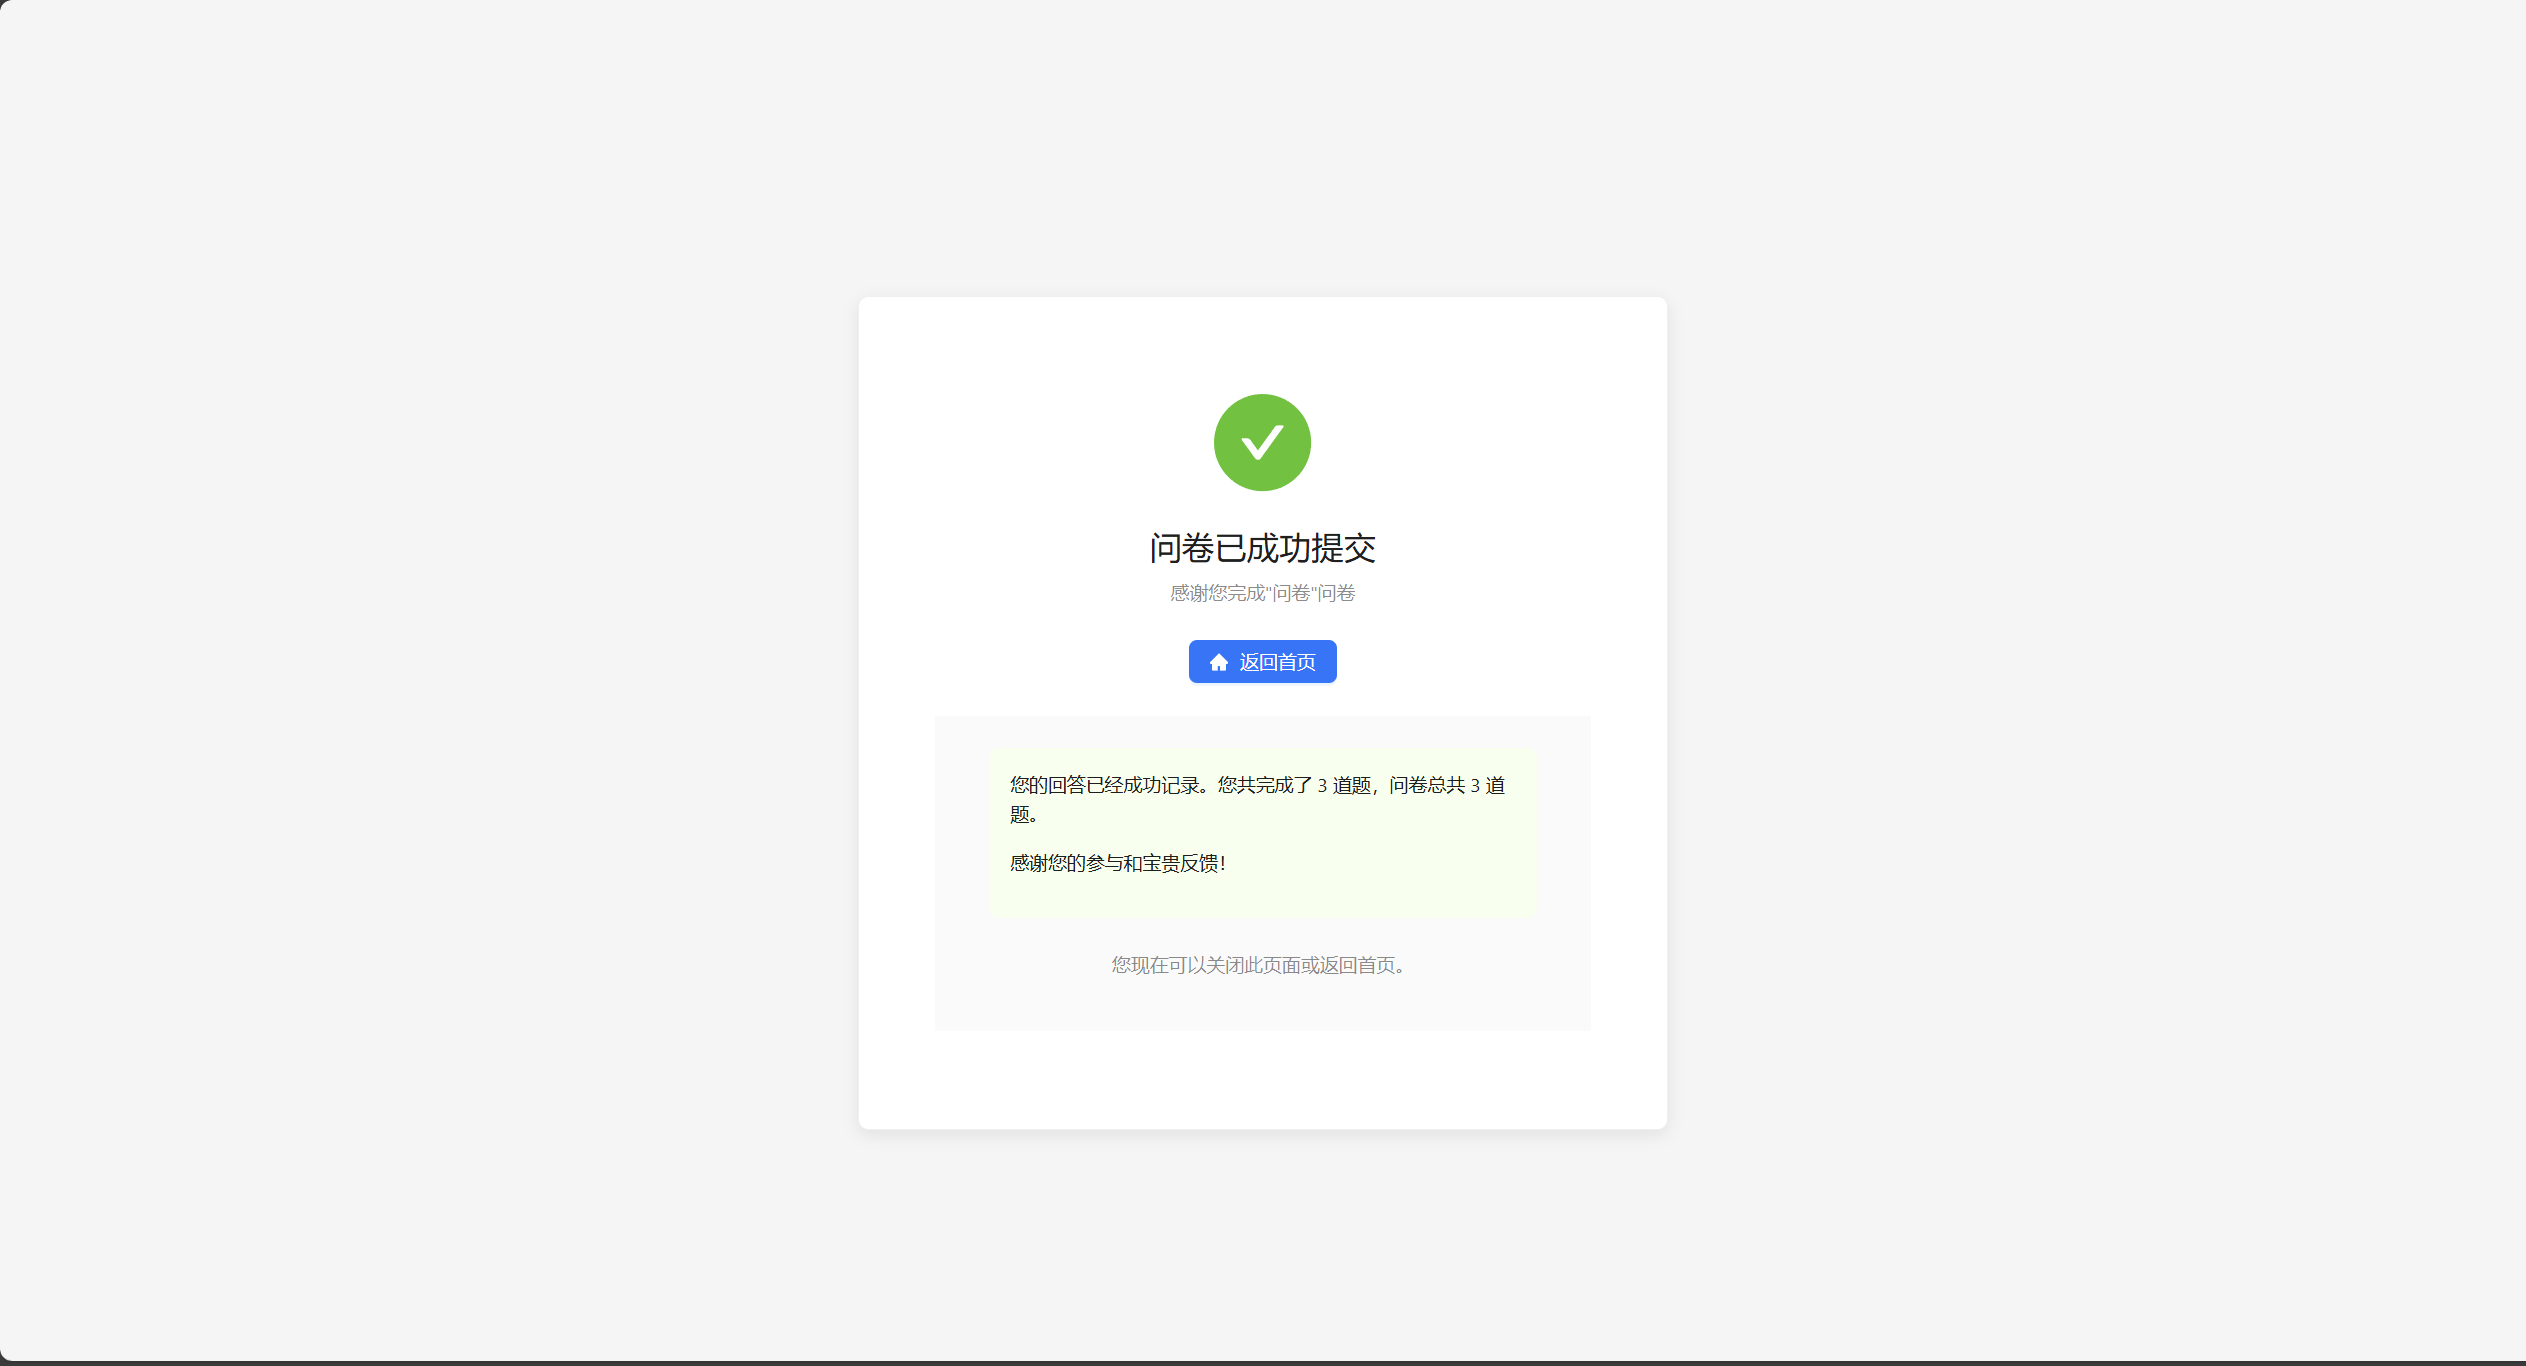 问卷已成功提交
感谢您完成"问卷"问卷
返回首页
您的回答已经成功记录。您共完成了 3 道题，问卷总共 3 道
题。
感谢您的参与和宝贵反馈！
您现在可以关闭此页面或返回首页。